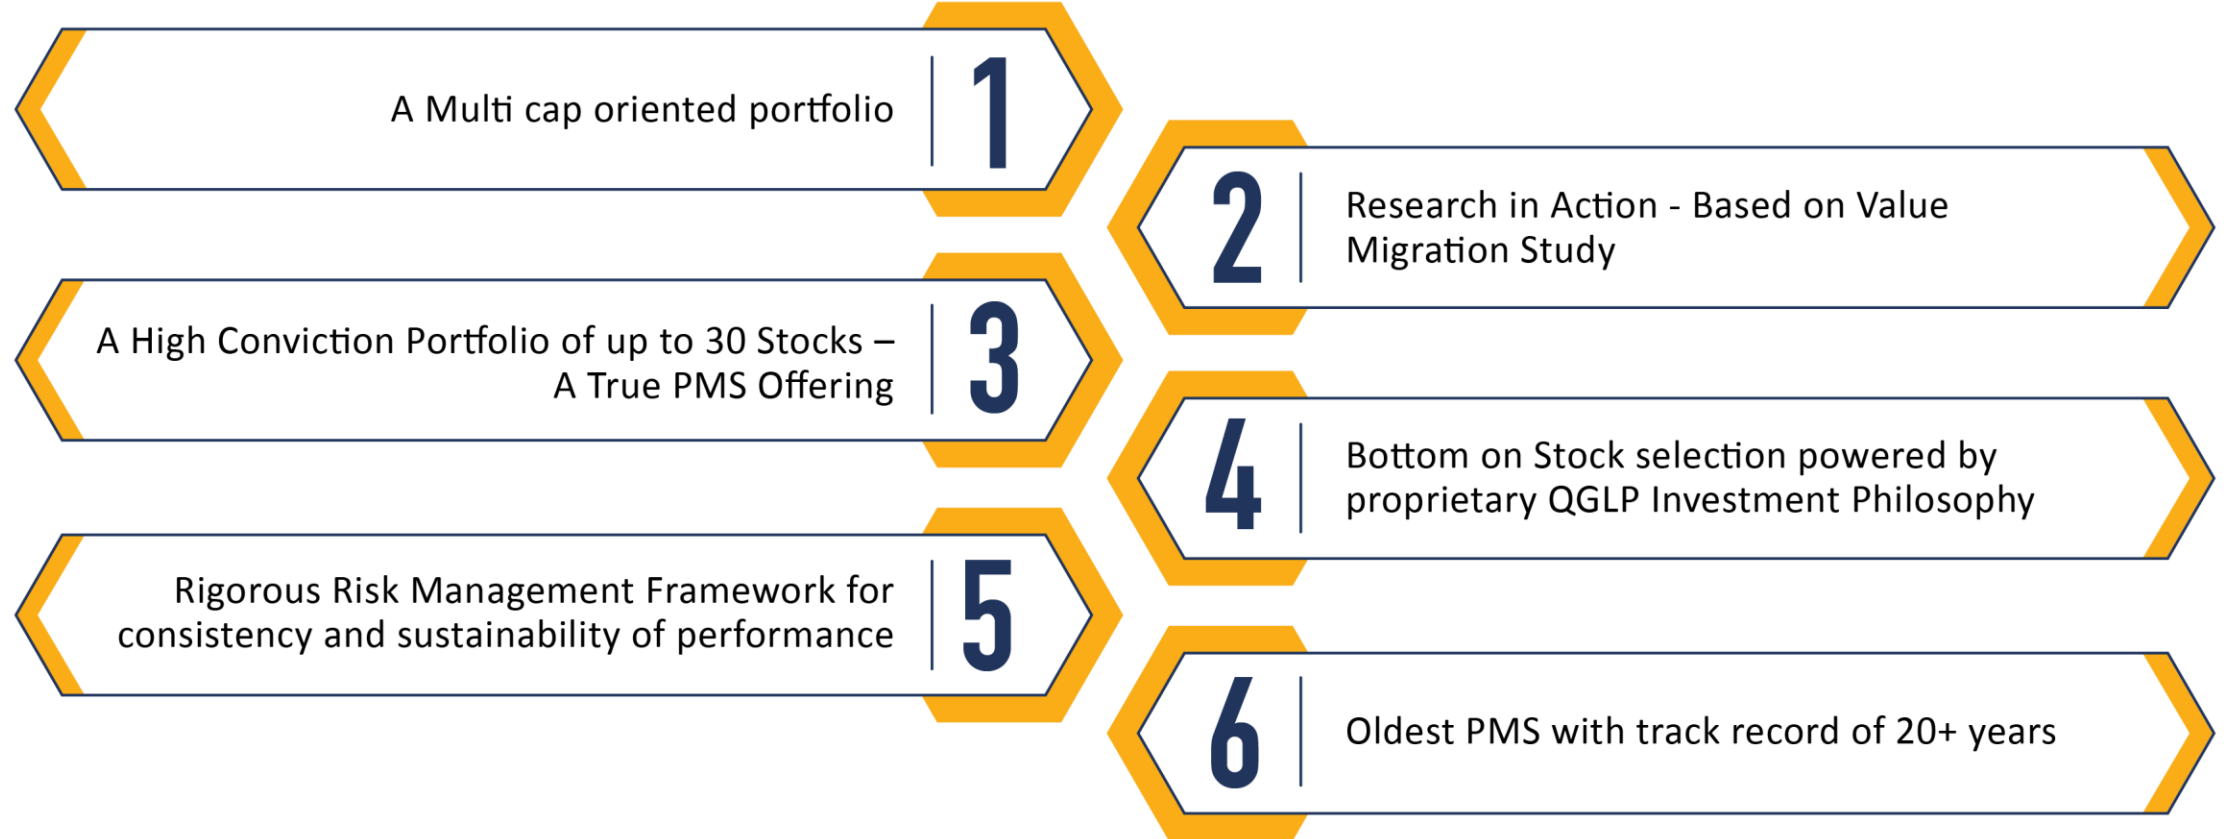 A Multi cap oriented portfolio
1
2
Research in Action - Based on Value
Migration Study
A High Conviction Portfolio of up to 30 Stocks –
A True PMS Offering
3
4
Bottom on Stock selection powered by
proprietary QGLP Investment Philosophy
Rigorous Risk Management Framework for
consistency and sustainability of performance
5
6
Oldest PMS with track record of 20+ years